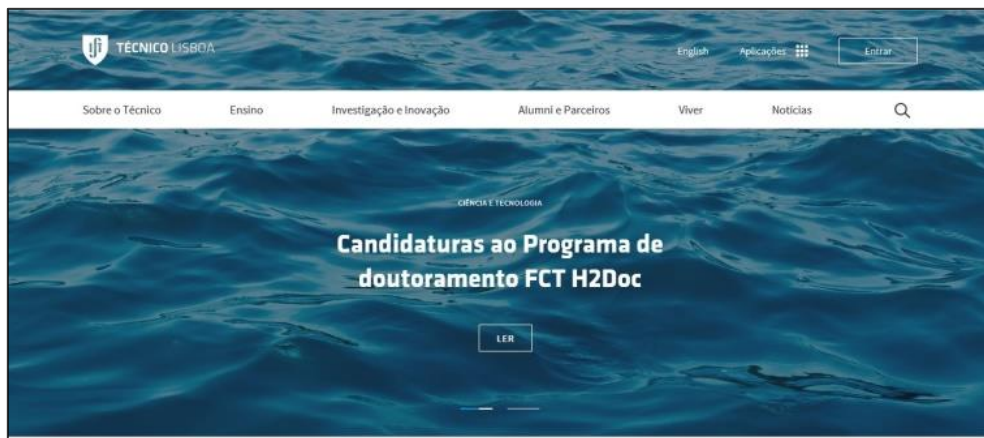 TÉCNICO LISBOA
English Aplicações Entrar
Sobre o Técnico Ensino Investigação e Inovação Alumni e Parceiros Viver Notícias
CIÊNCIA E TECNOLOGIA
Candidaturas ao Programa de
doutoramento FCT H2Doc
LER